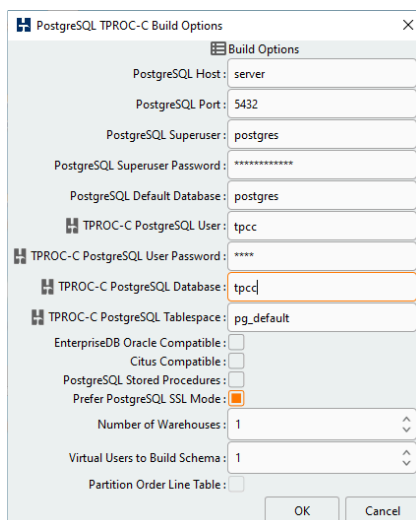 PostgreSQL TPROC-C Build Options
Build Options
PostgreSQL Host : server
PostgreSQL Port : 5432
PostgreSQL Superuser : postgres
PostgreSQL Superuser Password : ************
PostgreSQL Default Database : postgres
TPROC-C PostgreSQL User : tpcc
TPROC-C PostgreSQL User Password : ****
TPROC-C PostgreSQL Database : tpcc
TPROC-C PostgreSQL Tablespace : pg_default
EnterpriseDB Oracle Compatible :
Citus Compatible :
PostgreSQL Stored Procedures :
Prefer PostgreSQL SSL Mode :
Number of Warehouses : 1
Virtual Users to Build Schema : 1
Partition Order Line Table :
OK Cancel